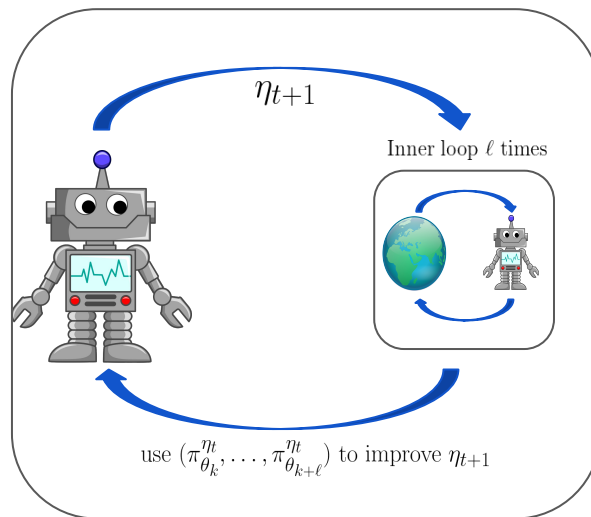 η_{t+1}
Inner loop ℓ times
use (π^{η_t}_{θ_k}, . . . , π^{η_t}_{θ_{k+ℓ}}) to improve η_{t+1}